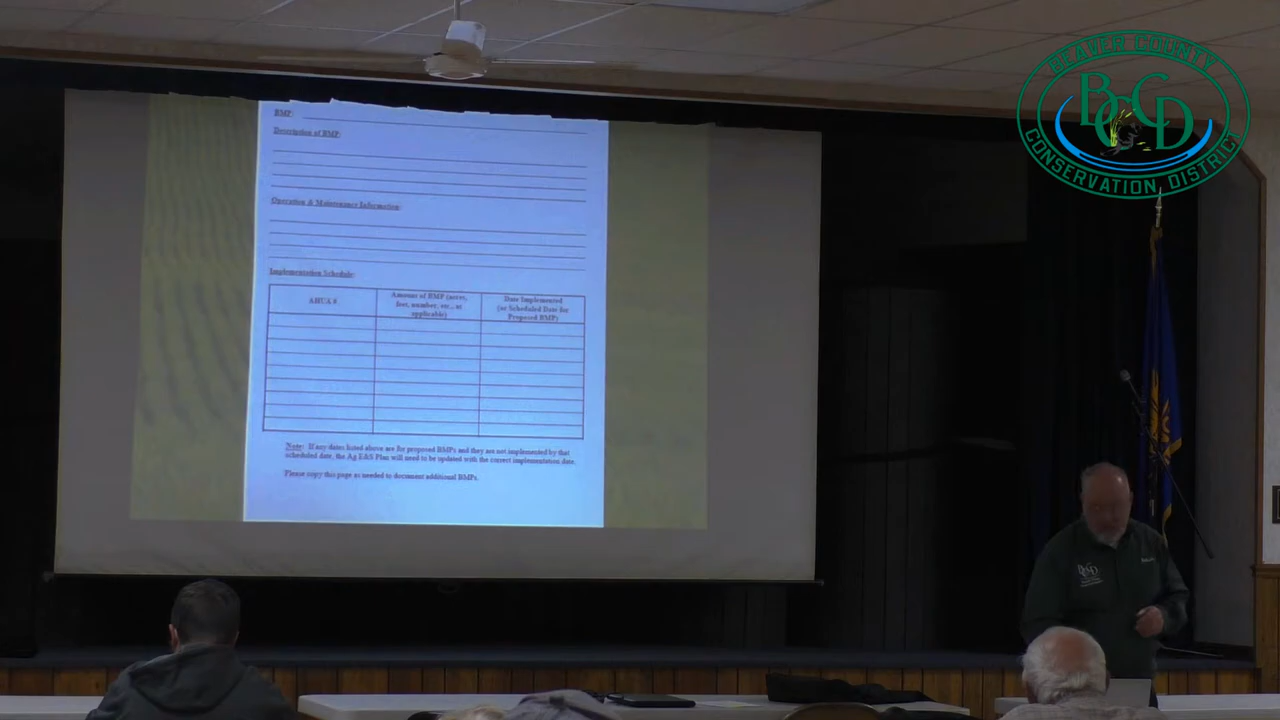 BEAVER COUNTY
BCCD
CONSERVATION DISTRICT
BMP:
Description of BMP:
Operation & Maintenance Information:
Implementation Schedule:
AHUA #
Amount of BMP (acres,
feet, number, etc., as
applicable)
Date Implemented
(or Scheduled Date for
Proposed BMP)
Note: If any dates listed above are for proposed BMPs and they are not implemented by that
scheduled date, the Ag E&S Plan will need to be updated with the correct implementation date.
Please copy this page as needed to document additional BMPs.
BCCD